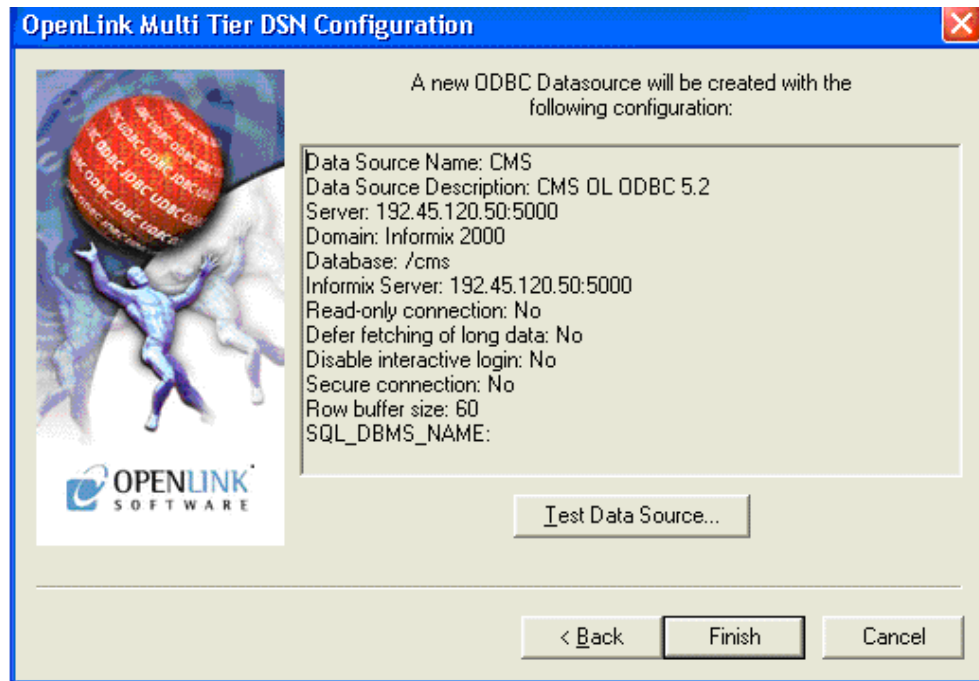 OpenLink Multi Tier DSN Configuration
A new ODBC Datasource will be created with the
following configuration:
Data Source Name: CMS
Data Source Description: CMS OL ODBC 5.2
Server: 192.45.120.50:5000
Domain: Informix 2000
Database: /cms
Informix Server: 192.45.120.50:5000
Read-only connection: No
Defer fetching of long data: No
Disable interactive login: No
Secure connection: No
Row buffer size: 60
SQL_DBMS_NAME:
OPENLINK
SOFTWARE
Test Data Source...
< Back
Finish
Cancel